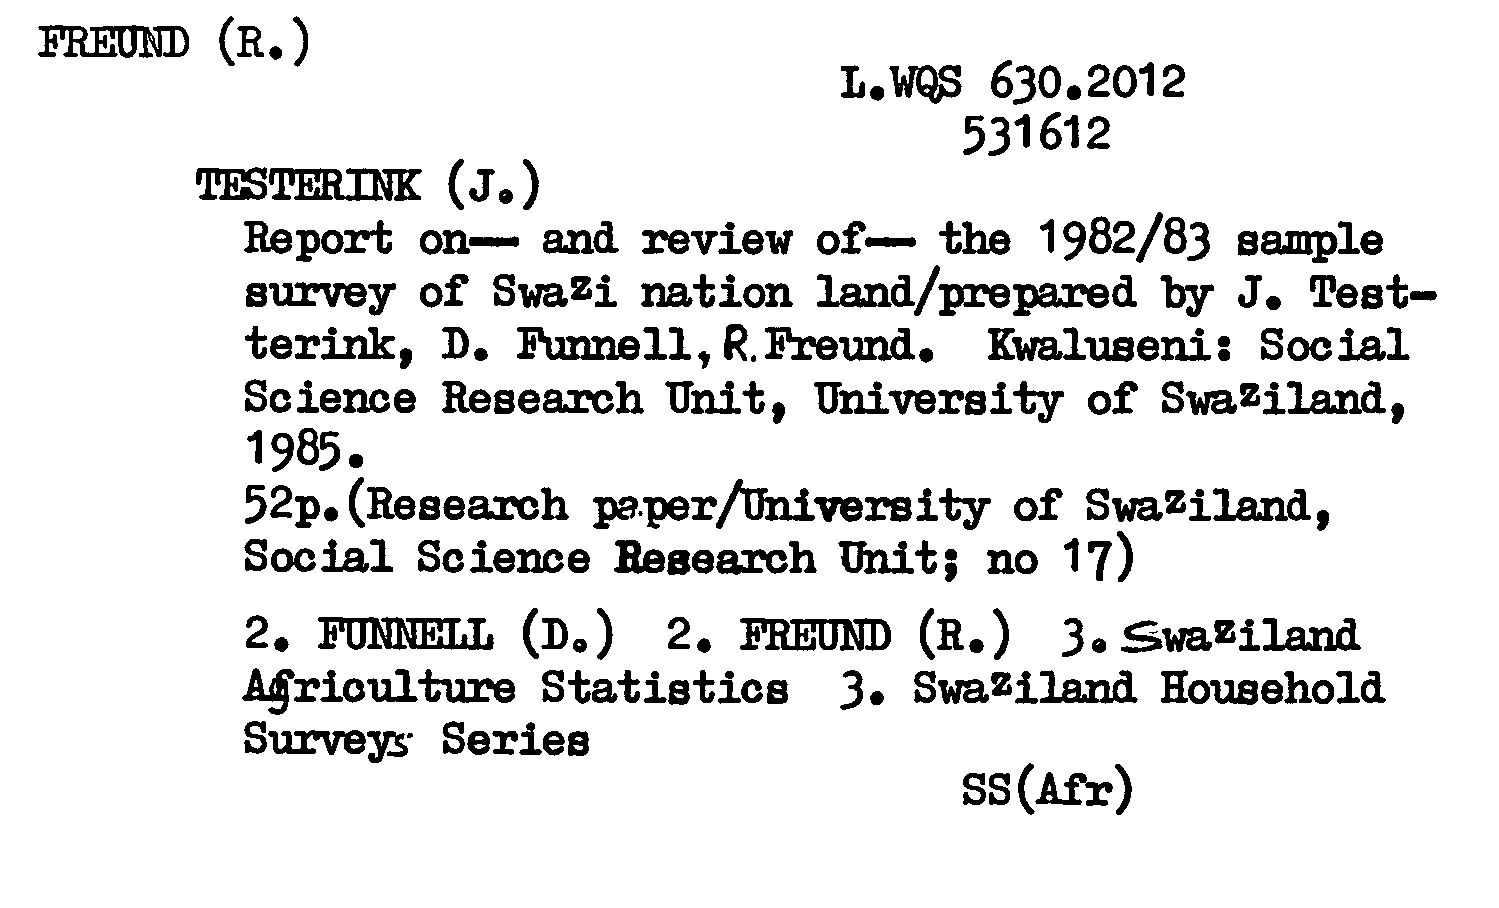 FREUND (R.)
L.WQS 630.2012
531612
TESTERINK (J.)
Report on— and review of— the 1982/83 sample
survey of Swazi nation land/prepared by J. Test-
terink, D. Funnell, R. Freund. Kwaluseni: Social
Science Research Unit, University of Swaziland,
1985.
52p.(Research paper/University of Swaziland,
Social Science Research Unit; no 17)
2. FUNNELL (D.) 2. FREUND (R.) 3. Swaziland
Agriculture Statistics 3. Swaziland Household
Surveys Series
SS(Afr)